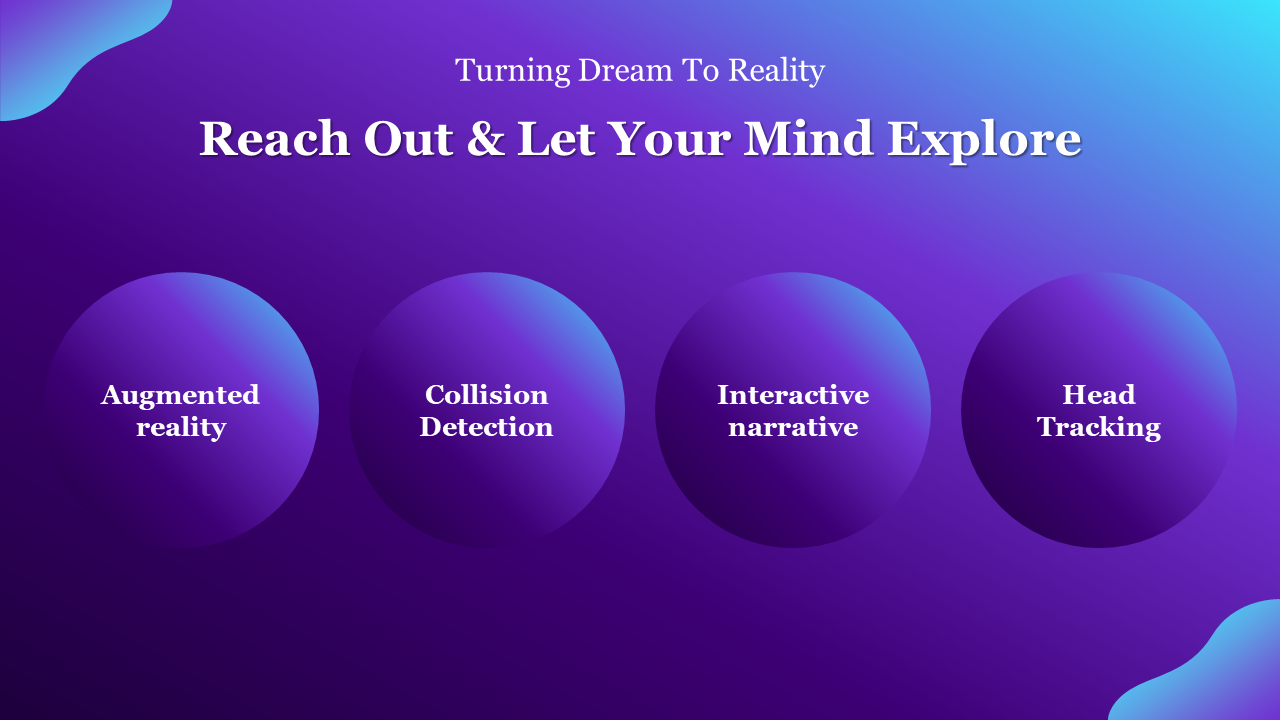 Turning Dream To Reality
Reach Out & Let Your Mind Explore
Augmented
reality
Collision
Detection
Interactive
narrative
Head
Tracking